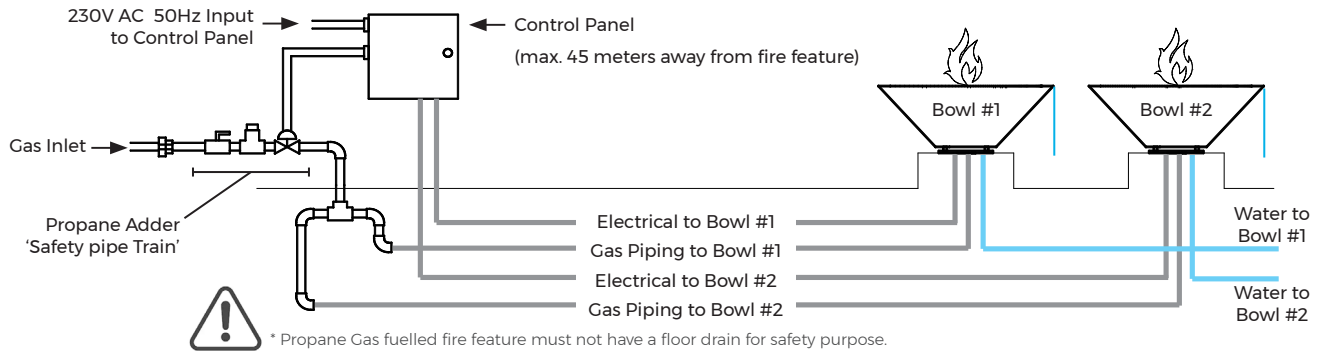 230V AC 50Hz Input
to Control Panel
Control Panel
(max. 45 meters away from fire feature)
Bowl #1
Bowl #2
Gas Inlet
Propane Adder
‘Safety pipe Train’
Electrical to Bowl #1
Gas Piping to Bowl #1
Electrical to Bowl #2
Gas Piping to Bowl #2
Water to
Bowl #1
Water to
Bowl #2
* Propane Gas fuelled fire feature must not have a floor drain for safety purpose.